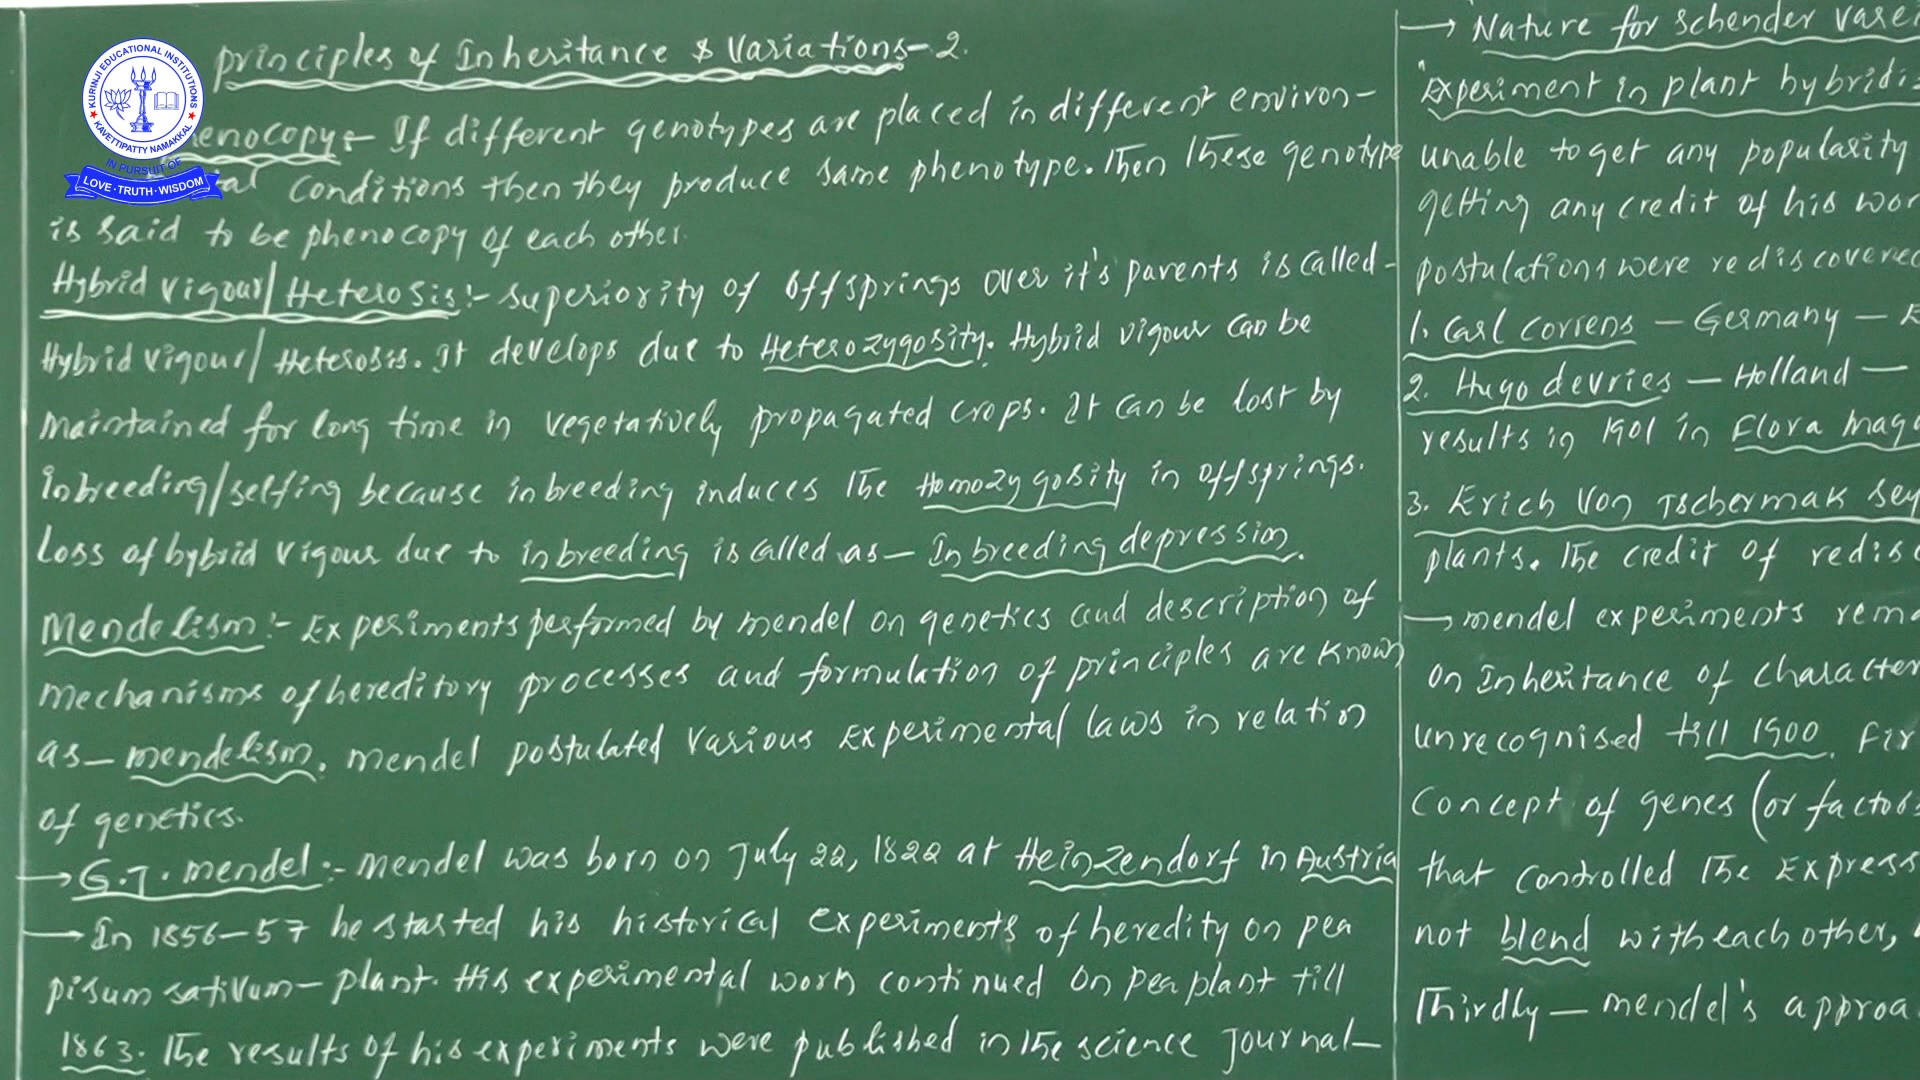 principles of Inheritance & Variations-2.
KURINJI EDUCATIONAL INSTITUTIONS
KAVETTIPATTY NAMAKKAL
IN PURSUIT OF
LOVE · TRUTH · WISDOM
enocopy:- If different genotypes are placed in different environ-
al conditions then they produce same phenotype. Then These genotype
is said to be phenocopy of each other.
Hybrid vigour/Heterosis:- superiority of offsprings over it's parents is called-
Hybrid vigour/Heterosis. It develops due to Heterozygosity. Hybrid vigour can be
maintained for long time in vegetatively propagated crops. It can be lost by
inbreeding/selfing because inbreeding induces The Homozygosity in offsprings.
Loss of hybrid vigour due to inbreeding is called as- Inbreeding depression.
Mendelism:- Experiments performed by mendel on genetics and description of
mechanisms of hereditory processes and formulation of principles are known
as- mendelism. mendel postulated various experimental laws in relation
of genetics.
→ G.J. mendel:- mendel was born on July 22, 1822 at Heinzendorf in Austria
→ In 1856-57 he started his historical experiments of heredity on pea
pisum sativum- plant. His experimental work continued on pea plant till
1863. The results of his experiments were published in The science journal-
→ Nature for schender
"Experiment in plant
unable to get any popularity
getting any credit of his
postulations were
1. Carl Correns - Germany -
2. Hugo devries - Holland -
results in 1901 in Flora
3. Erich Von Tschermak
plants. The credit of
→ mendel experiments
on Inheritance of
unrecognised till 1900.
concept of genes (or
that controlled The
not blend with each other,
Thirdly - mendel's